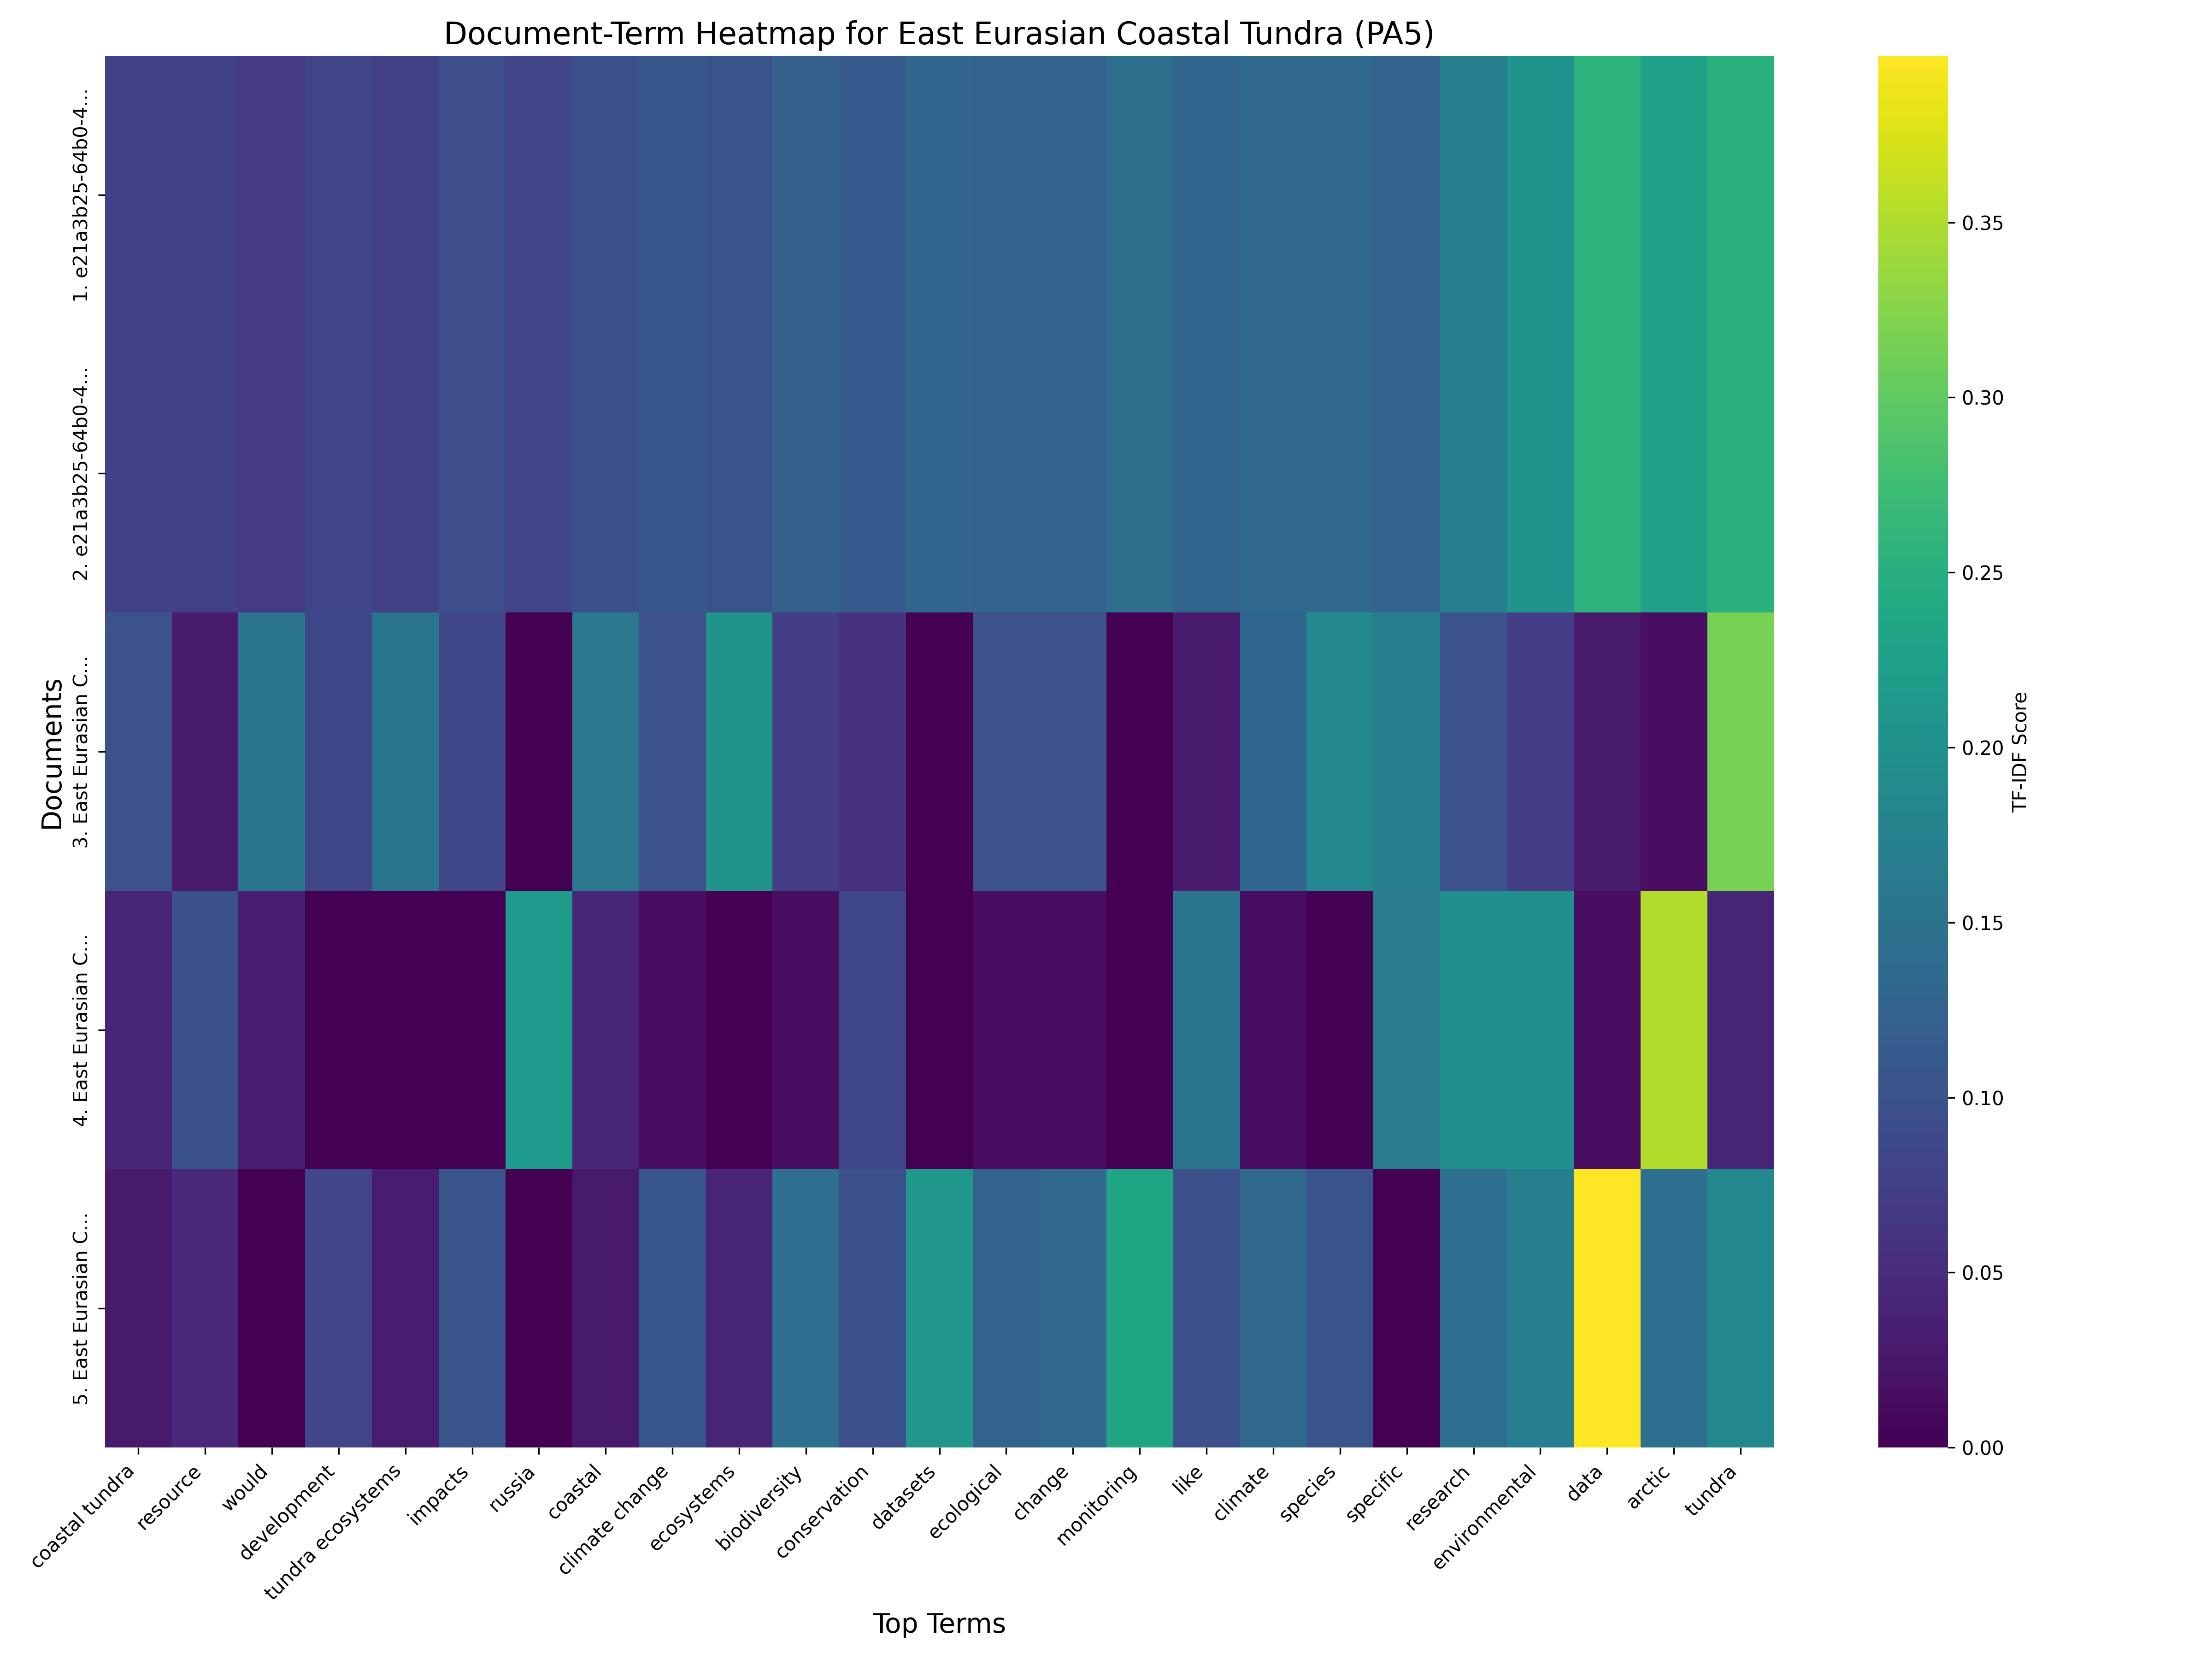 Document-Term Heatmap for East Eurasian Coastal Tundra (PA5)
Documents
1. e21a3b25-64b0-4...
2. e21a3b25-64b0-4...
3. East Eurasian C...
4. East Eurasian C...
5. East Eurasian C...
coastal tundra
resource
would
development
tundra ecosystems
impacts
russia
coastal
climate change
ecosystems
biodiversity
conservation
datasets
ecological
change
monitoring
like
climate
species
specific
research
environmental
data
arctic
tundra
Top Terms
0.35
0.30
0.25
0.20
0.15
0.10
0.05
0.00
TF-IDF Score